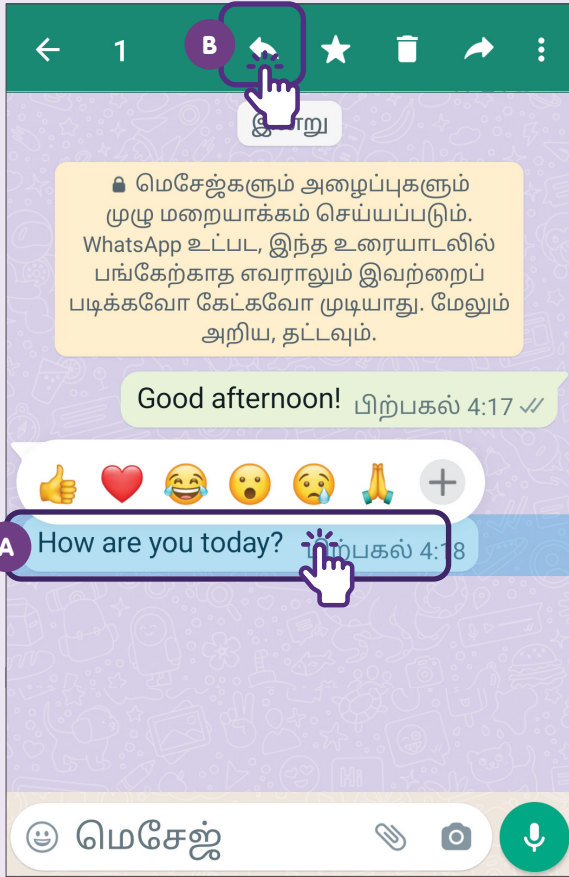 1
B
இன்று
மெசேஜ்களும் அழைப்புகளும்
முழு மறையாக்கம் செய்யப்படும்.
WhatsApp உட்பட, இந்த உரையாடலில்
பங்கேற்காத எவராலும் இவற்றைப்
படிக்கவோ கேட்கவோ முடியாது. மேலும்
அறிய, தட்டவும்.
Good afternoon! பிற்பகல் 4:17
A How are you today? பிற்பகல் 4:18
மெசேஜ்